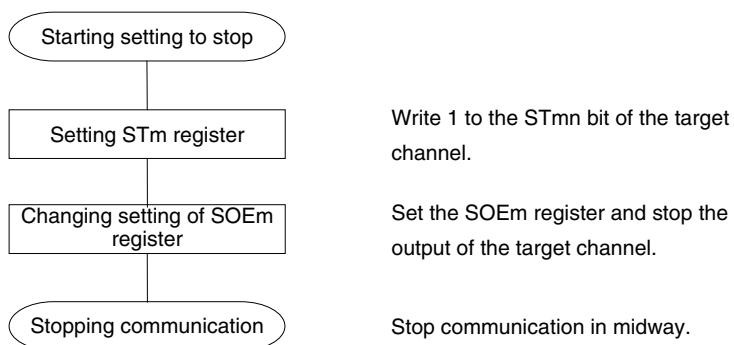 Starting setting to stop
Setting STm register
Write 1 to the STmn bit of the target
channel.
Changing setting of SOEm
register
Set the SOEm register and stop the
output of the target channel.
Stopping communication
Stop communication in midway.